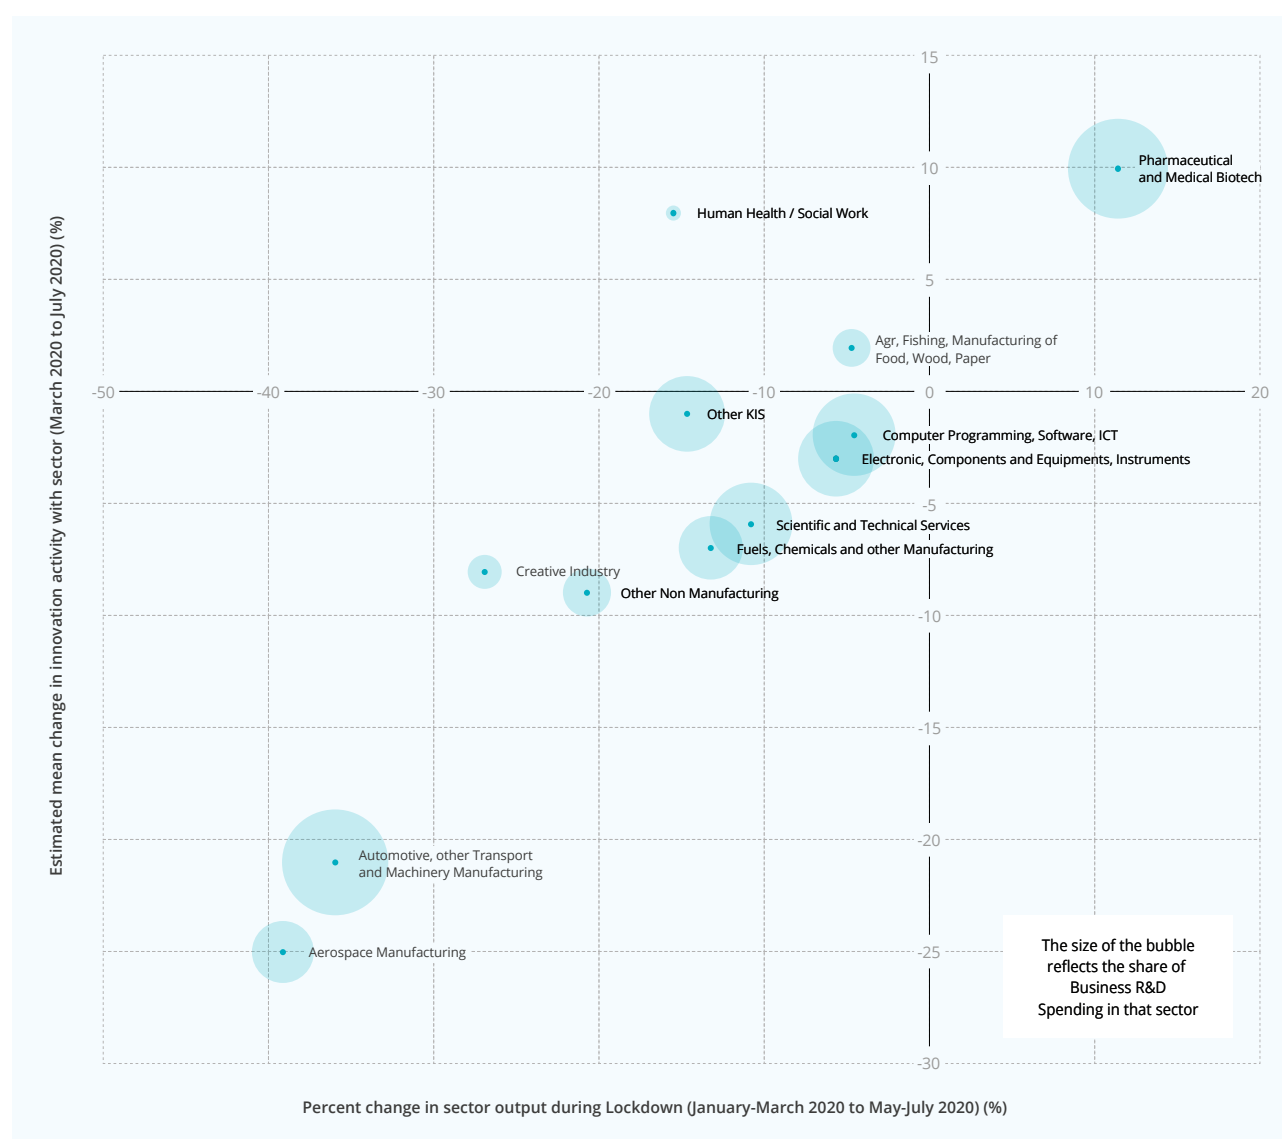 15
Pharmaceutical
and Medical Biotech
10
Human Health / Social Work
5
Agr, Fishing, Manufacturing of
Food, Wood, Paper
-50 -40 -30 -20 -10 0 10 20
Other KIS
Computer Programming, Software, ICT
Electronic, Components and Equipments, Instruments
-5
Scientific and Technical Services
Fuels, Chemicals and other Manufacturing
Creative Industry
Other Non Manufacturing
-10
-15
-20
Automotive, other Transport
and Machinery Manufacturing
Aerospace Manufacturing
-25
The size of the bubble
reflects the share of
Business R&D
Spending in that sector
-30
Estimated mean change in innovation activity with sector (March 2020 to July 2020) (%)
Percent change in sector output during Lockdown (January-March 2020 to May-July 2020) (%)